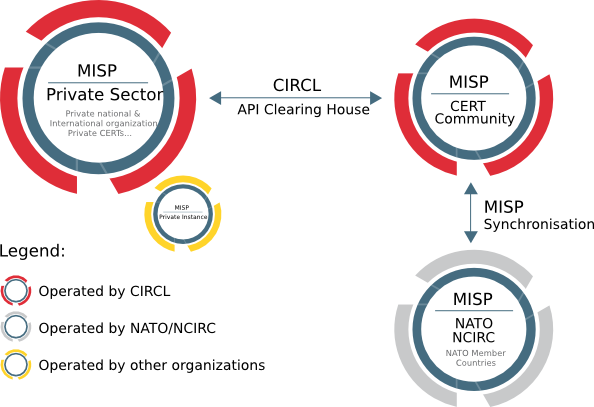 MISP
Private Sector
Private national &
International organization
Private CERTs...
CIRCL
API Clearing House
MISP
CERT
Community
MISP
Private Instance
MISP
Synchronisation
MISP
NATO
NCIRC
NATO Member
Countries
Legend:
Operated by CIRCL
Operated by NATO/NCIRC
Operated by other organizations